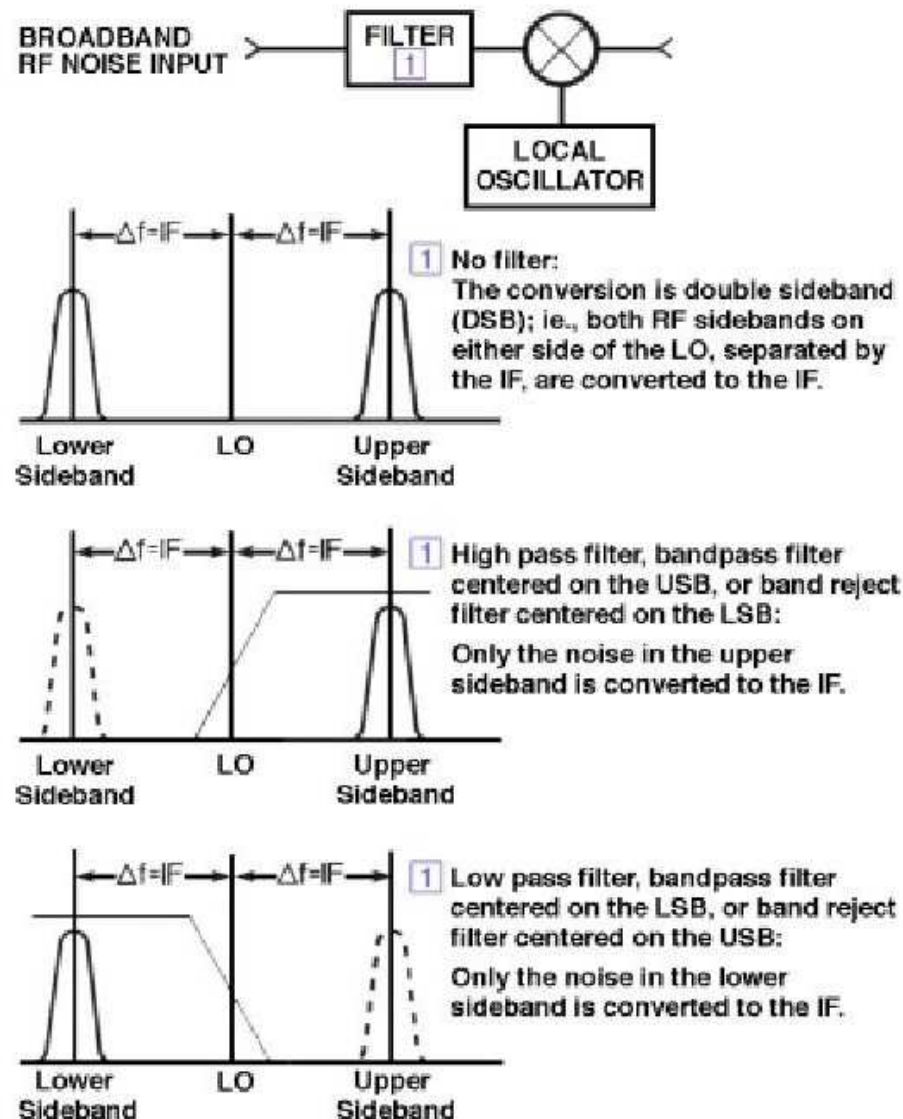 BROADBAND
RF NOISE INPUT
FILTER
1
LOCAL
OSCILLATOR
Δf=IF Δf=IF
1 No filter:
The conversion is double sideband
(DSB); ie., both RF sidebands on
either side of the LO, separated by
the IF, are converted to the IF.
Lower
Sideband
LO
Upper
Sideband
Δf=IF Δf=IF
1 High pass filter, bandpass filter
centered on the USB, or band reject
filter centered on the LSB:
Only the noise in the upper
sideband is converted to the IF.
Lower
Sideband
LO
Upper
Sideband
Δf=IF Δf=IF
1 Low pass filter, bandpass filter
centered on the LSB, or band reject
filter centered on the USB:
Only the noise in the lower
sideband is converted to the IF.
Lower
Sideband
LO
Upper
Sideband